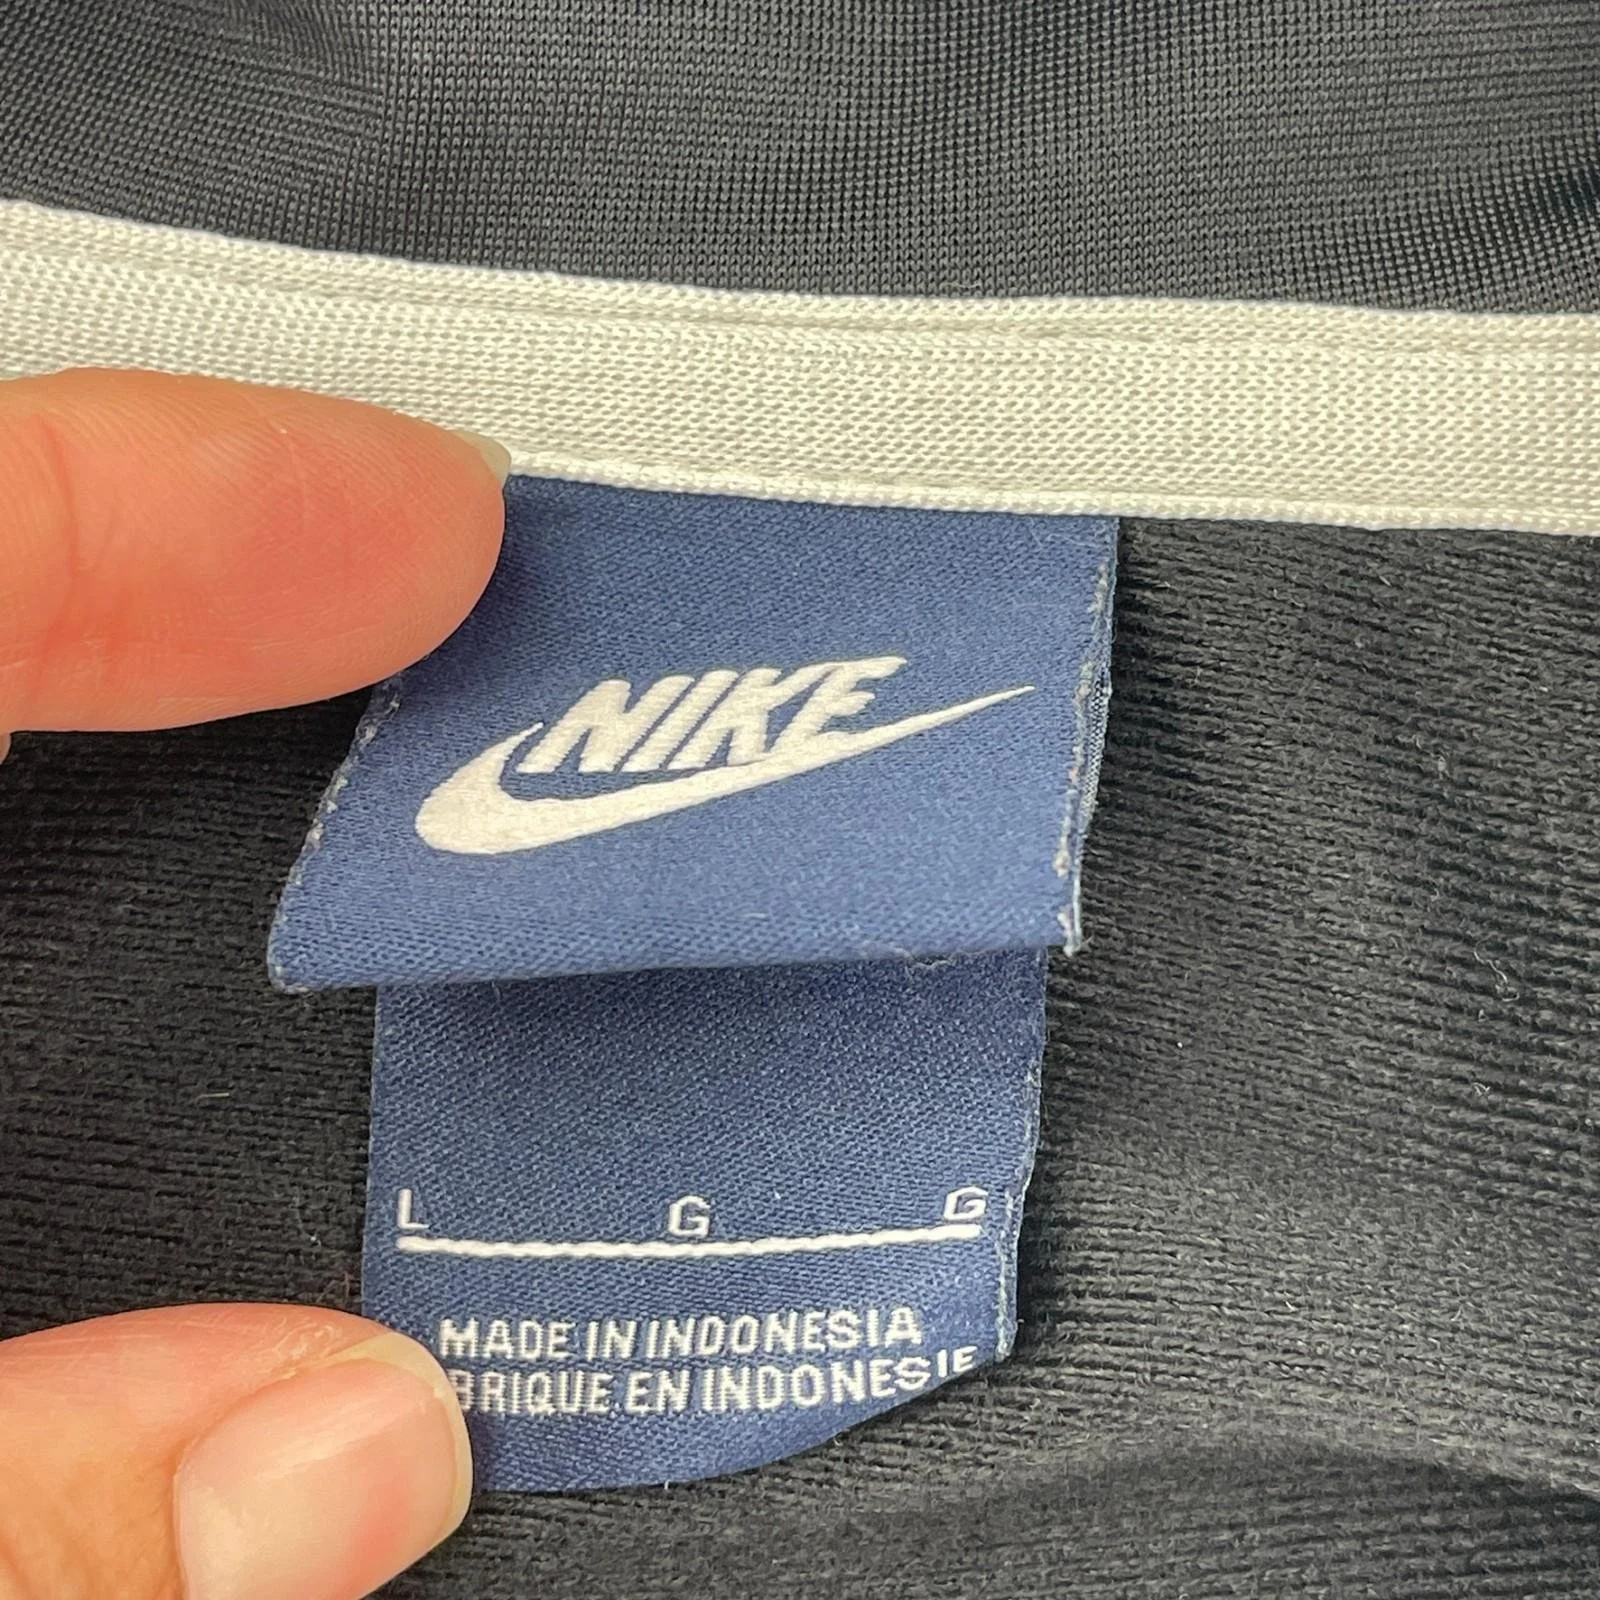 NIKE
L G G
MADE IN INDONESIA
BRIQUE EN INDONESIE